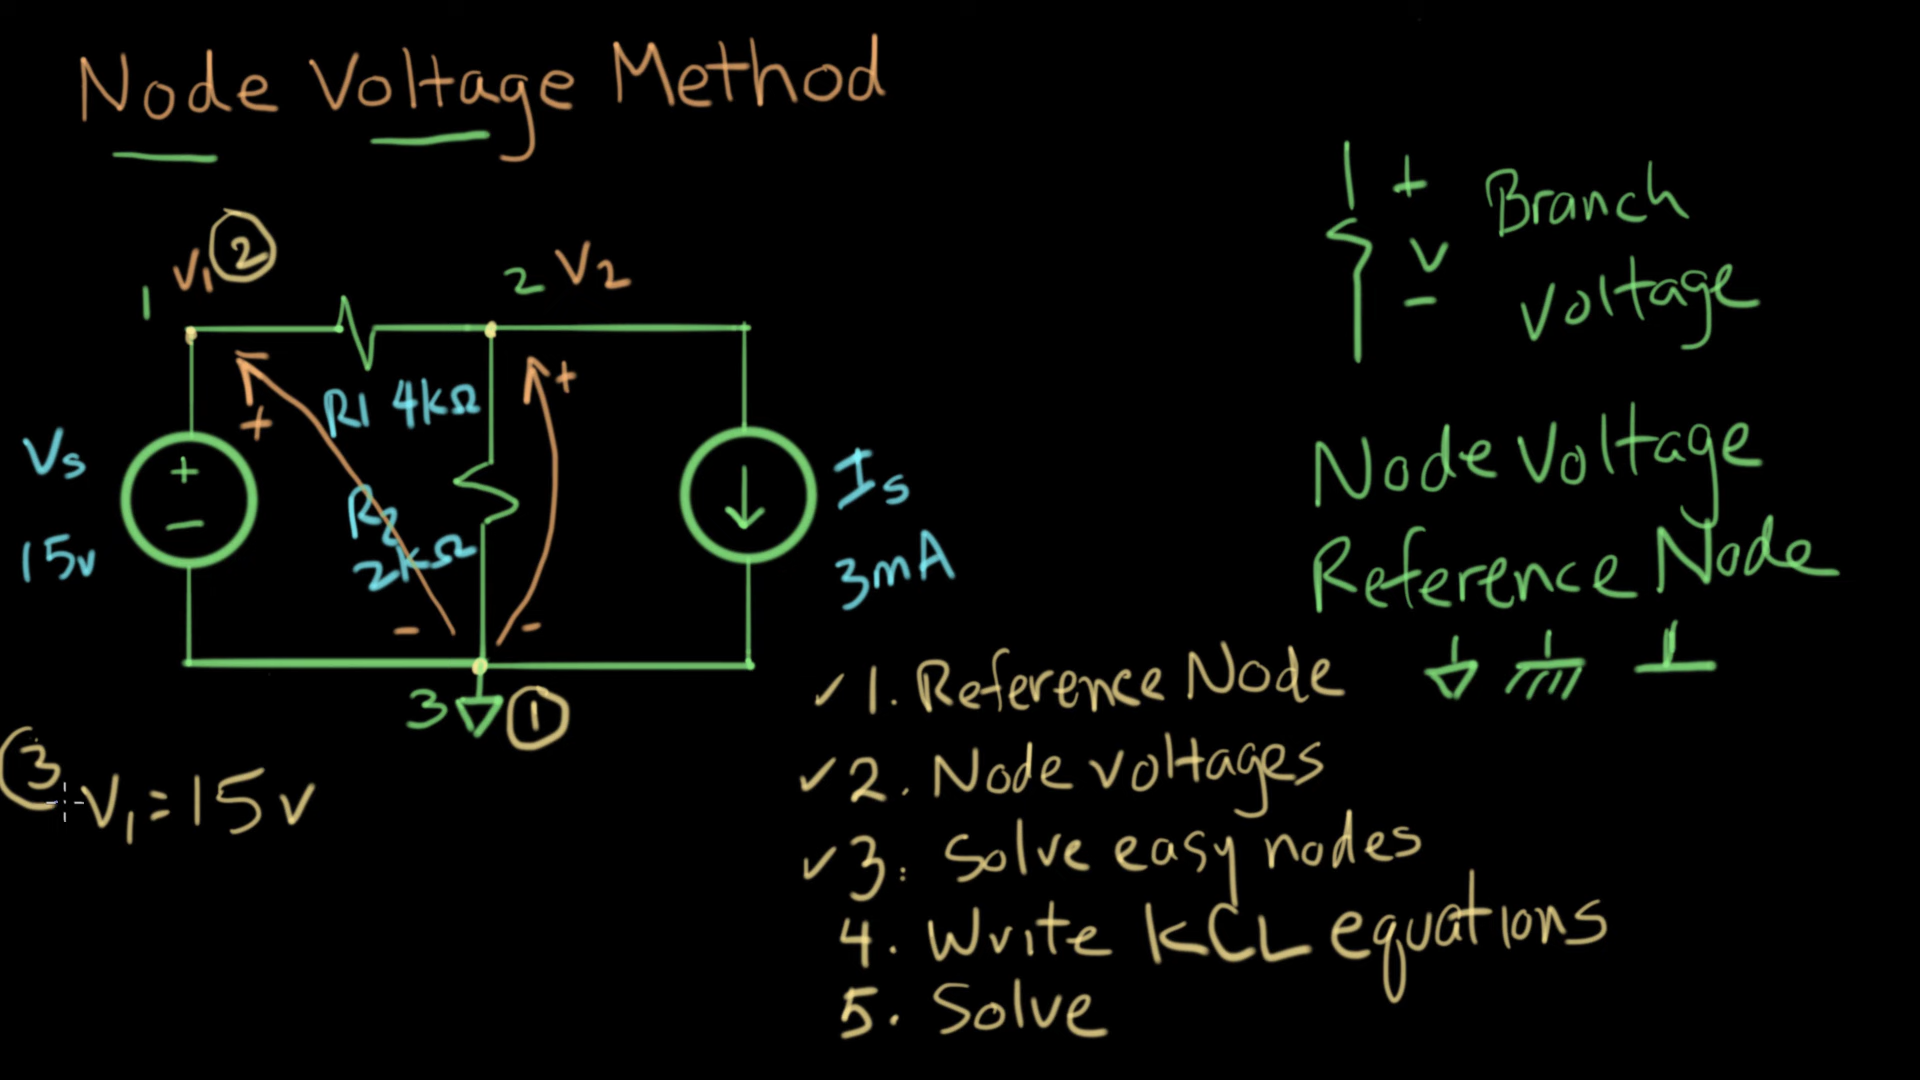 Node Voltage Method
+ Branch
V
- Voltage
1 V1 ② 2 V2
+ +
R1 4kΩ
Vs + - Is
15v R2 3mA
2kΩ
- -
3 ①
Node Voltage
Reference Node
③ V1 = 15 V
✓ 1. Reference Node
✓ 2. Node voltages
✓ 3. Solve easy nodes
4. Write KCL equations
5. Solve